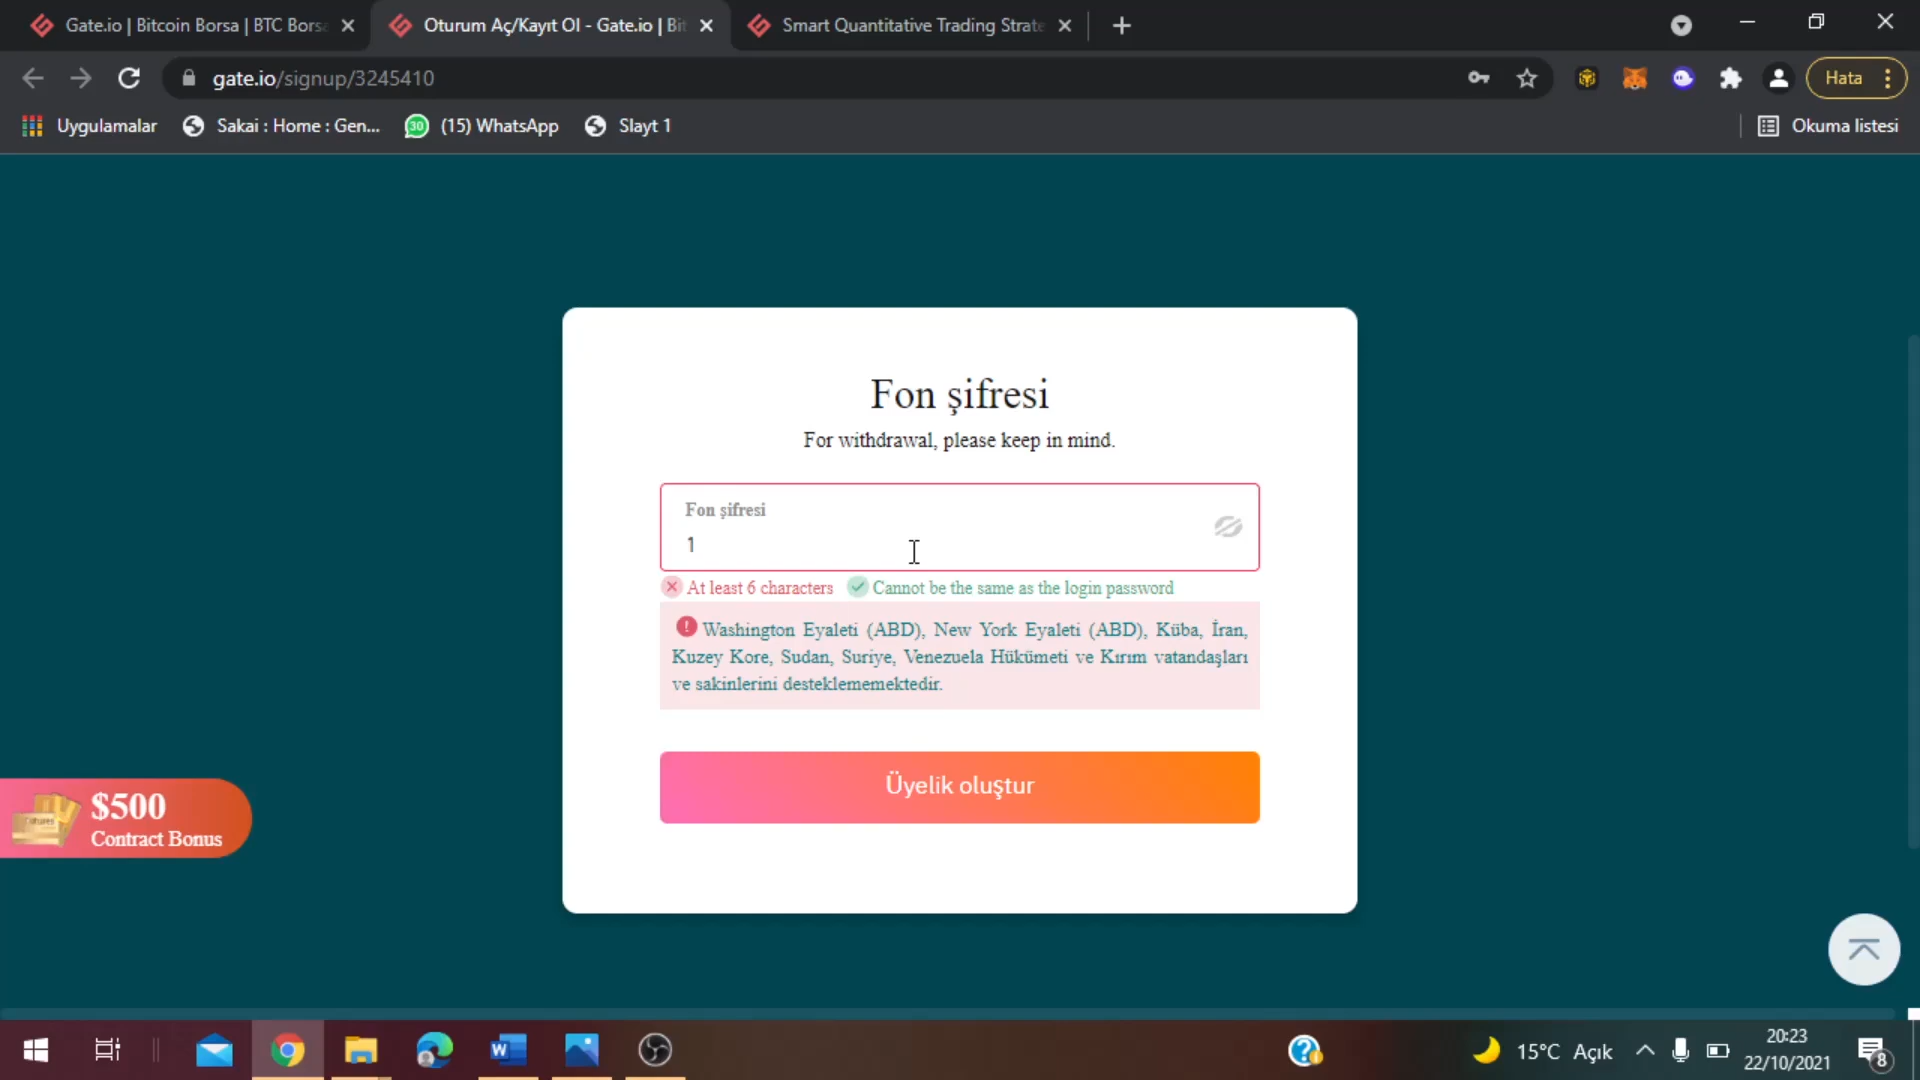 Gate.io | Bitcoin Borsa | BTC Borsa
Oturum Aç/Kayıt Ol - Gate.io | Bit
Smart Quantitative Trading Strate
gate.io/signup/3245410
Hata
Uygulamalar
Sakai : Home : Gen...
30
(15) WhatsApp
Slayt 1
Okuma listesi
Fon şifresi
For withdrawal, please keep in mind.
Fon şifresi
1
At least 6 characters
Cannot be the same as the login password
Washington Eyaleti (ABD), New York Eyaleti (ABD), Küba, İran,
Kuzey Kore, Sudan, Suriye, Venezuela Hükümeti ve Kırım vatandaşları
ve sakinlerini desteklememektedir.
Üyelik oluştur
$500
Contract Bonus
15°C Açık
20:23
22/10/2021
8